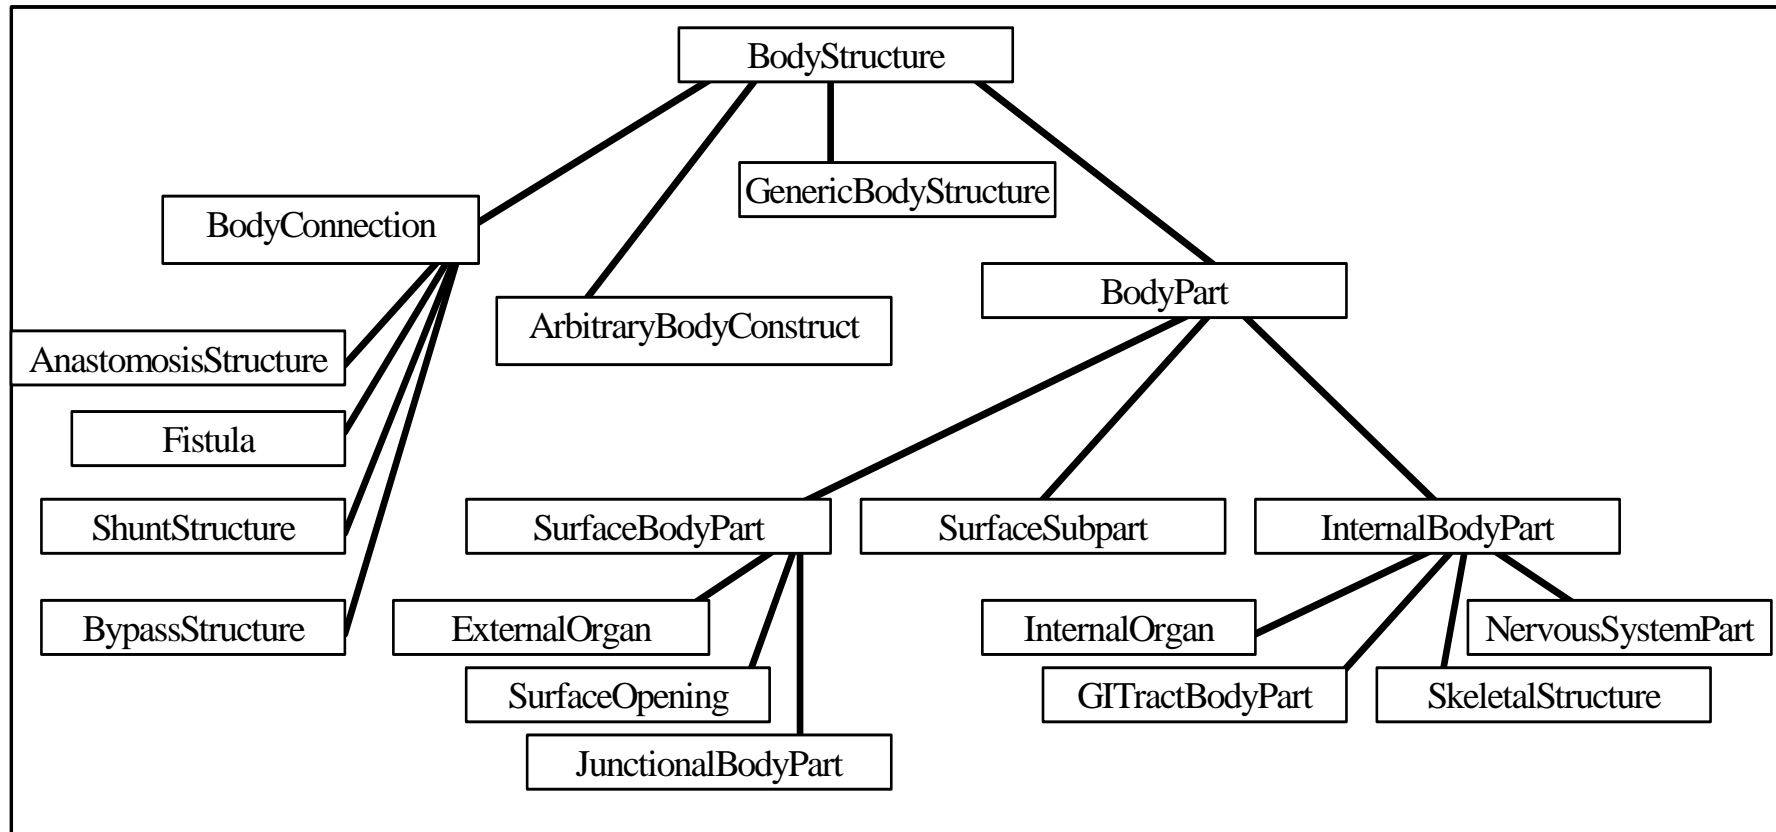 BodyStructure
GenericBodyStructure
BodyConnection
BodyPart
ArbitraryBodyConstruct
AnastomosisStructure
Fistula
ShuntStructure
SurfaceBodyPart
SurfaceSubpart
InternalBodyPart
BypassStructure
ExternalOrgan
InternalOrgan
NervousSystemPart
SurfaceOpening
GITractBodyPart
SkeletalStructure
JunctionalBodyPart